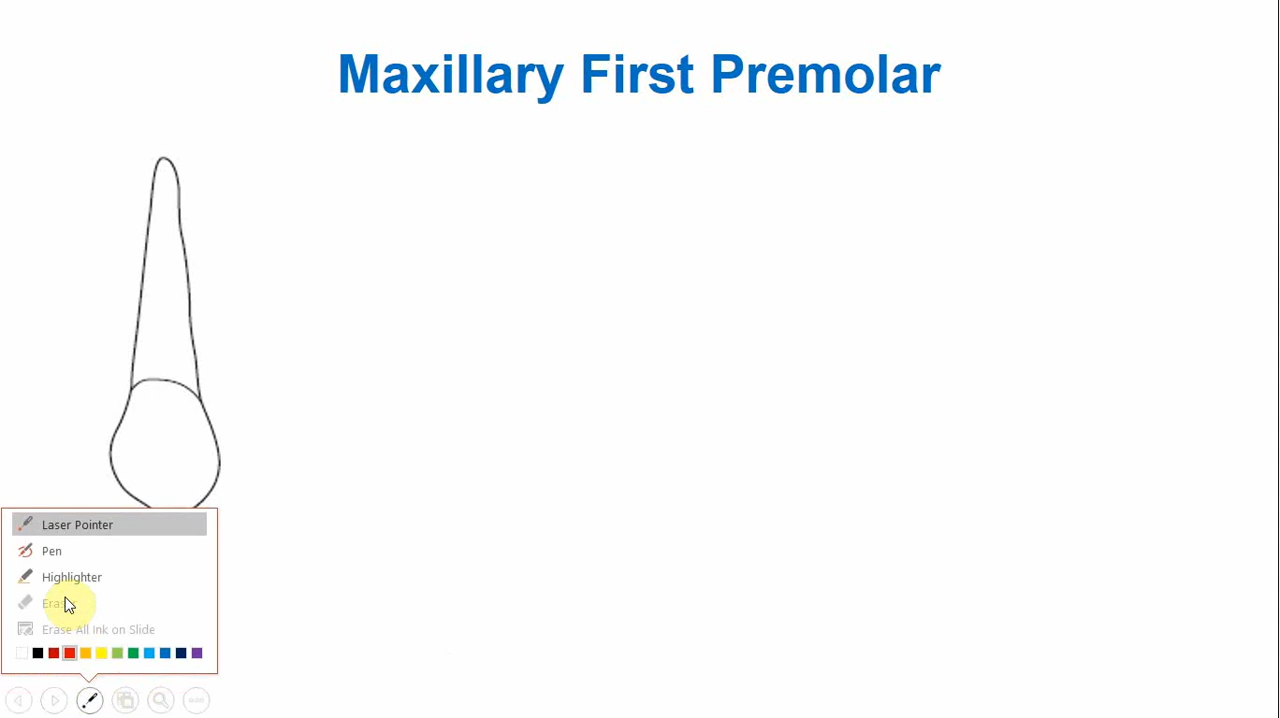 Maxillary First Premolar
Laser Pointer
Pen
Highlighter
Erase All Ink on Slide